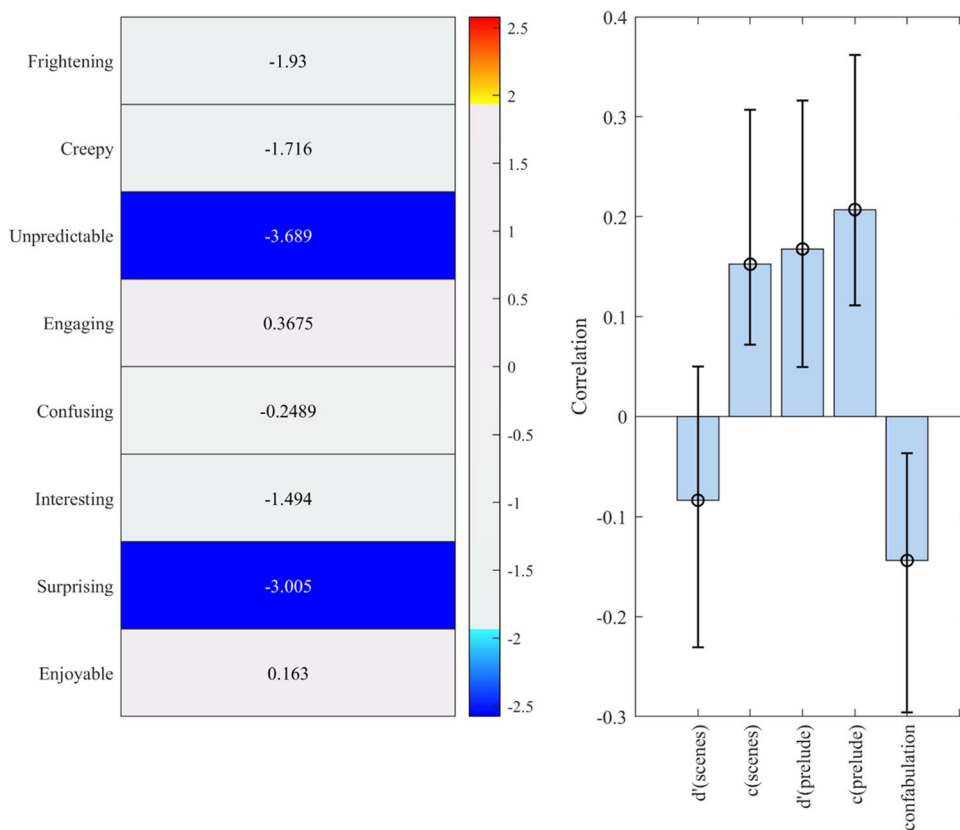 Frightening
-1.93
Creepy
-1.716
Unpredictable
-3.689
Engaging
0.3675
Confusing
-0.2489
Interesting
-1.494
Surprising
-3.005
Enjoyable
0.163
2.5
2
1.5
1
0.5
0
-0.5
-1
-1.5
-2
-2.5
Correlation
0.4
0.3
0.2
0.1
0
-0.1
-0.2
-0.3
d'(scenes)
c(scenes)
d'(prelude)
c(prelude)
confabulation